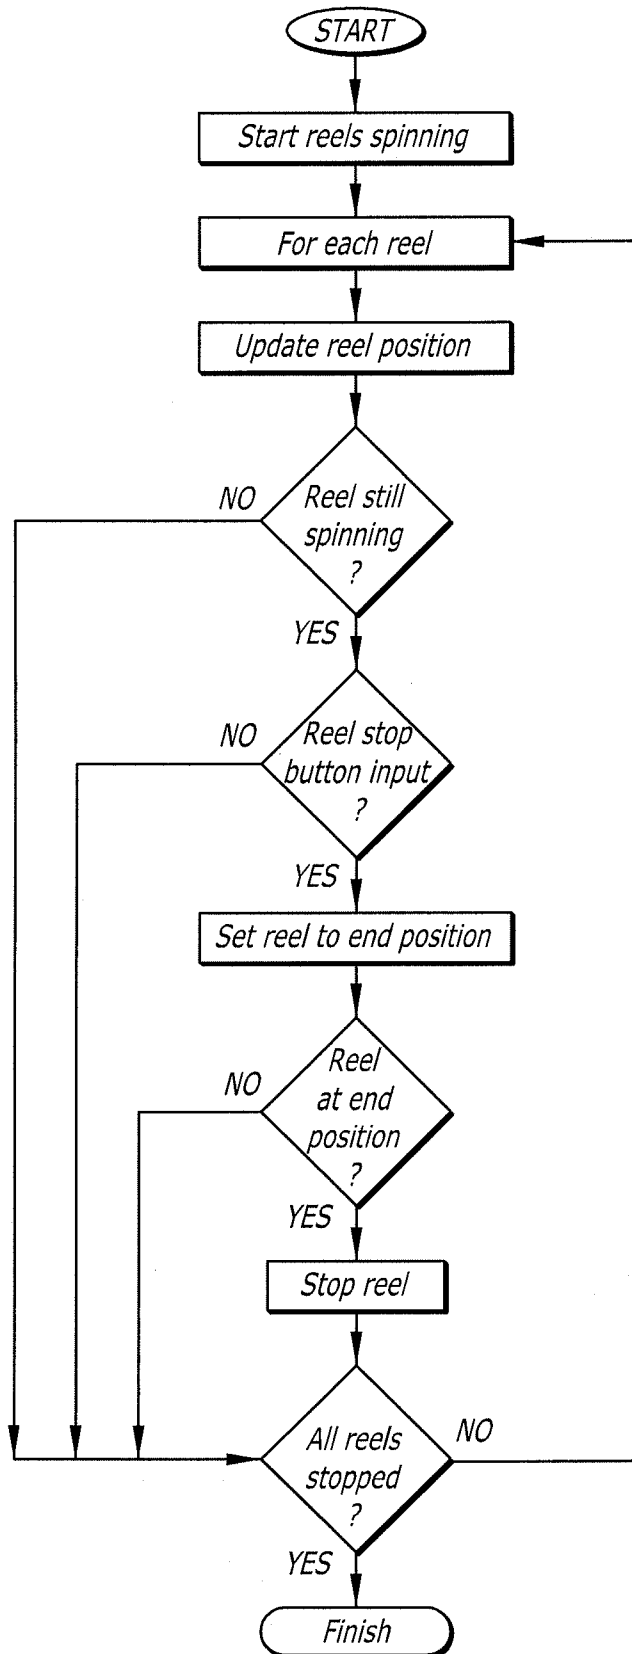 START
Start reels spinning
For each reel
Update reel position
NO
Reel still
spinning
?
YES
NO
Reel stop
button input
?
YES
Set reel to end position
NO
Reel
at end
position
?
YES
Stop reel
All reels
stopped
?
NO
YES
Finish